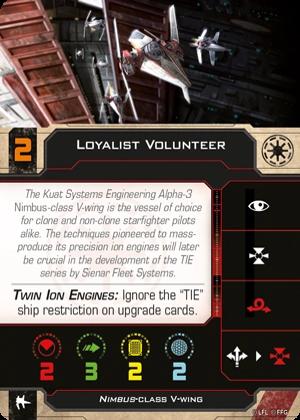 2
LOYALIST VOLUNTEER
The Kuat Systems Engineering Alpha-3
Nimbus-class V-wing is the vessel of choice
for clone and non-clone starfighter pilots
alike. The techniques pioneered to mass-
produce its precision ion engines will later
be crucial in the development of the TIE
series by Sienar Fleet Systems.
TWIN ION ENGINES: Ignore the "TIE"
ship restriction on upgrade cards.
2 3 2 2
NIMBUS-CLASS V-WING
©LFL ©FFG